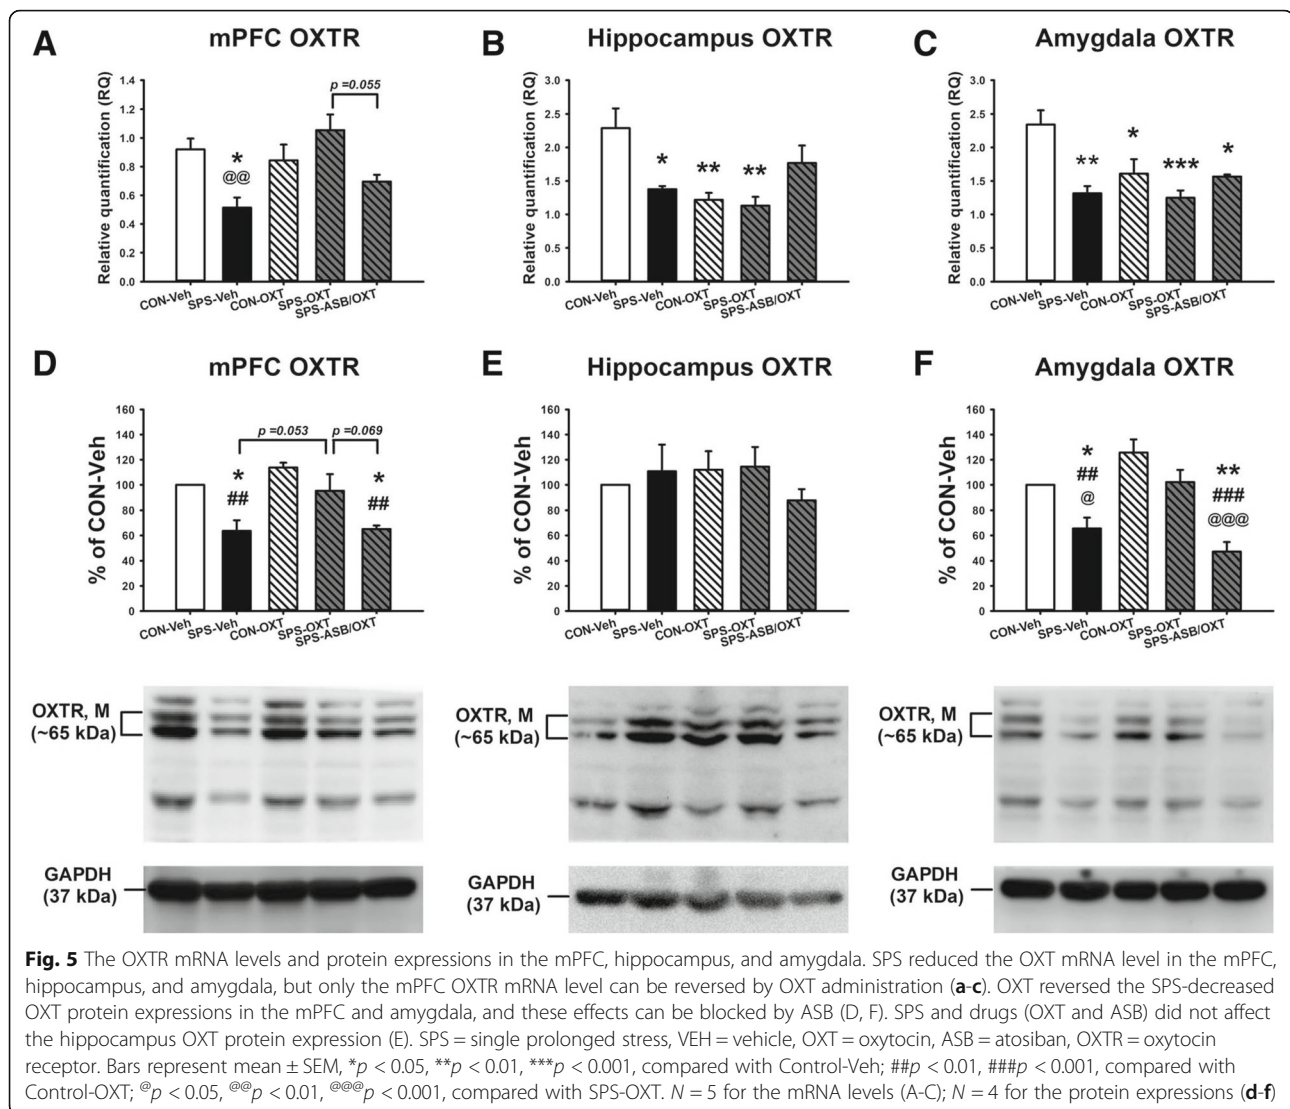 A
mPFC OXTR
Relative quantification (RQ)
1.4
1.2
1.0
0.8
0.6
0.4
0.2
0.0
p =0.055
*
@@
CON-Veh
SPS-Veh
CON-OXT
SPS-OXT
SPS-ASB/OXT
B
Hippocampus OXTR
Relative quantification (RQ)
3.0
2.5
2.0
1.5
1.0
0.5
0.0
*
**
**
CON-Veh
SPS-Veh
CON-OXT
SPS-OXT
SPS-ASB/OXT
C
Amygdala OXTR
Relative quantification (RQ)
3.0
2.5
2.0
1.5
1.0
0.5
0.0
**
*
***
*
CON-Veh
SPS-Veh
CON-OXT
SPS-OXT
SPS-ASB/OXT
D
mPFC OXTR
% of CON-Veh
160
140
120
100
80
60
40
20
0
p =0.053
p =0.069
*
##
*
##
CON-Veh
SPS-Veh
CON-OXT
SPS-OXT
SPS-ASB/OXT
E
Hippocampus OXTR
% of CON-Veh
160
140
120
100
80
60
40
20
0
CON-Veh
SPS-Veh
CON-OXT
SPS-OXT
SPS-ASB/OXT
F
Amygdala OXTR
% of CON-Veh
160
140
120
100
80
60
40
20
0
*
##
@
**
###
@@@
CON-Veh
SPS-Veh
CON-OXT
SPS-OXT
SPS-ASB/OXT
OXTR, M
(~65 kDa)
GAPDH
(37 kDa)
OXTR, M
(~65 kDa)
GAPDH
(37 kDa)
OXTR, M
(~65 kDa)
GAPDH
(37 kDa)
Fig. 5 The OXTR mRNA levels and protein expressions in the mPFC, hippocampus, and amygdala. SPS reduced the OXT mRNA level in the mPFC,
hippocampus, and amygdala, but only the mPFC OXTR mRNA level can be reversed by OXT administration (a-c). OXT reversed the SPS-decreased
OXT protein expressions in the mPFC and amygdala, and these effects can be blocked by ASB (D, F). SPS and drugs (OXT and ASB) did not affect
the hippocampus OXT protein expression (E). SPS = single prolonged stress, VEH = vehicle, OXT = oxytocin, ASB = atosiban, OXTR = oxytocin
receptor. Bars represent mean ± SEM, *p < 0.05, **p < 0.01, ***p < 0.001, compared with Control-Veh; ##p < 0.01, ###p < 0.001, compared with
Control-OXT; @p < 0.05, @@p < 0.01, @@@p < 0.001, compared with SPS-OXT. N = 5 for the mRNA levels (A-C); N = 4 for the protein expressions (d-f)